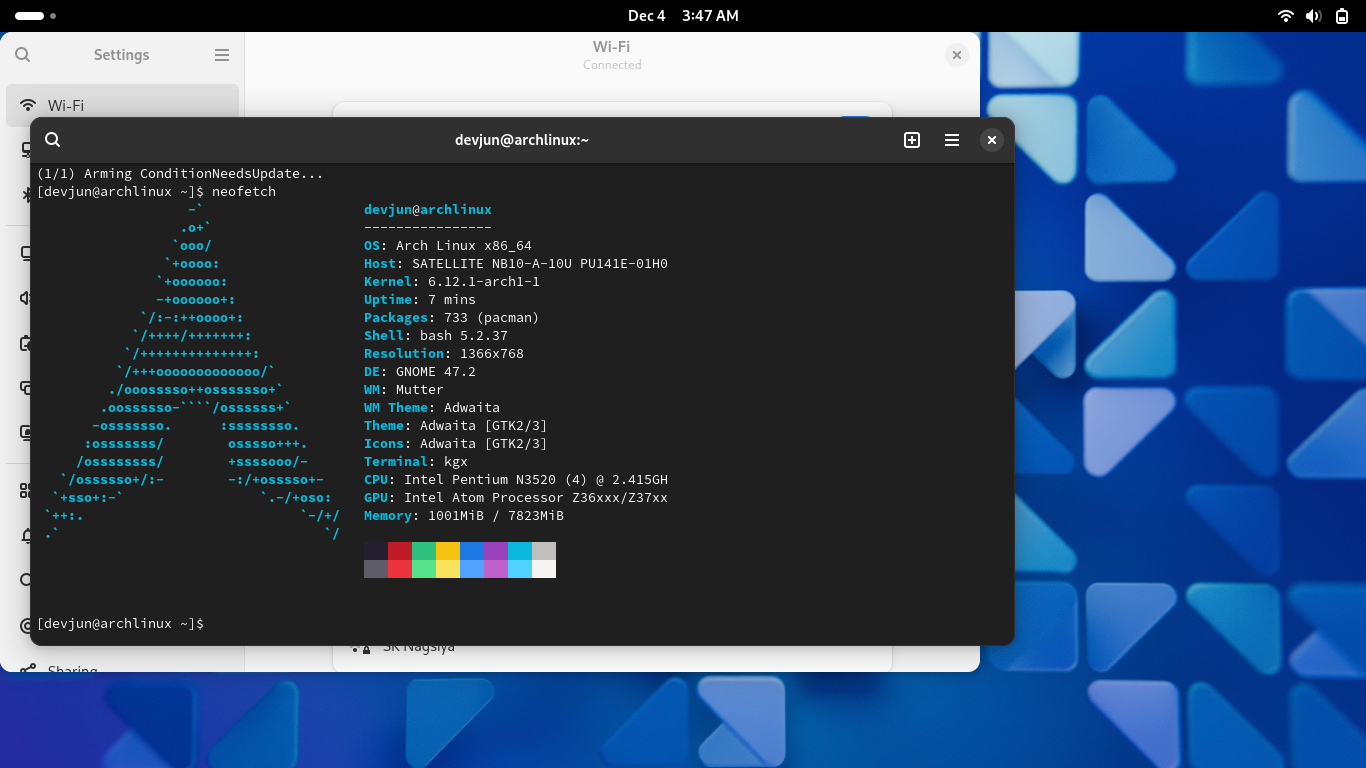 Dec 4 3:47 AM
Settings
Wi-Fi
Connected
Wi-Fi
devjun@archlinux:~
(1/1) Arming ConditionNeedsUpdate...
[devjun@archlinux ~]$ neofetch
-` devjun@archlinux
.o+` ----------------
`ooo/ OS: Arch Linux x86_64
`+oooo: Host: SATELLITE NB10-A-10U PU141E-01H0
`+oooooo: Kernel: 6.12.1-arch1-1
-+oooooo+: Uptime: 7 mins
`/:-:++oooo+: Packages: 733 (pacman)
`/++++/+++++++: Shell: bash 5.2.37
`/++++++++++++++: Resolution: 1366x768
`/+++ooooooooooooo/` DE: GNOME 47.2
./ooosssso++osssssso+` WM: Mutter
.oossssso-````/ossssss+` WM Theme: Adwaita
-osssssso. :ssssssso. Theme: Adwaita [GTK2/3]
:osssssss/ osssso+++. Icons: Adwaita [GTK2/3]
/ossssssss/ +ssssooo/- Terminal: kgx
`/ossssso+/:- -:/+osssso+- CPU: Intel Pentium N3520 (4) @ 2.415GH
`+sso+:-` `.-/+oso: GPU: Intel Atom Processor Z36xxx/Z37xx
`++:. `-/+/ Memory: 1001MiB / 7823MiB
.` `/
[devjun@archlinux ~]$
SK Nagsiya
Sharing